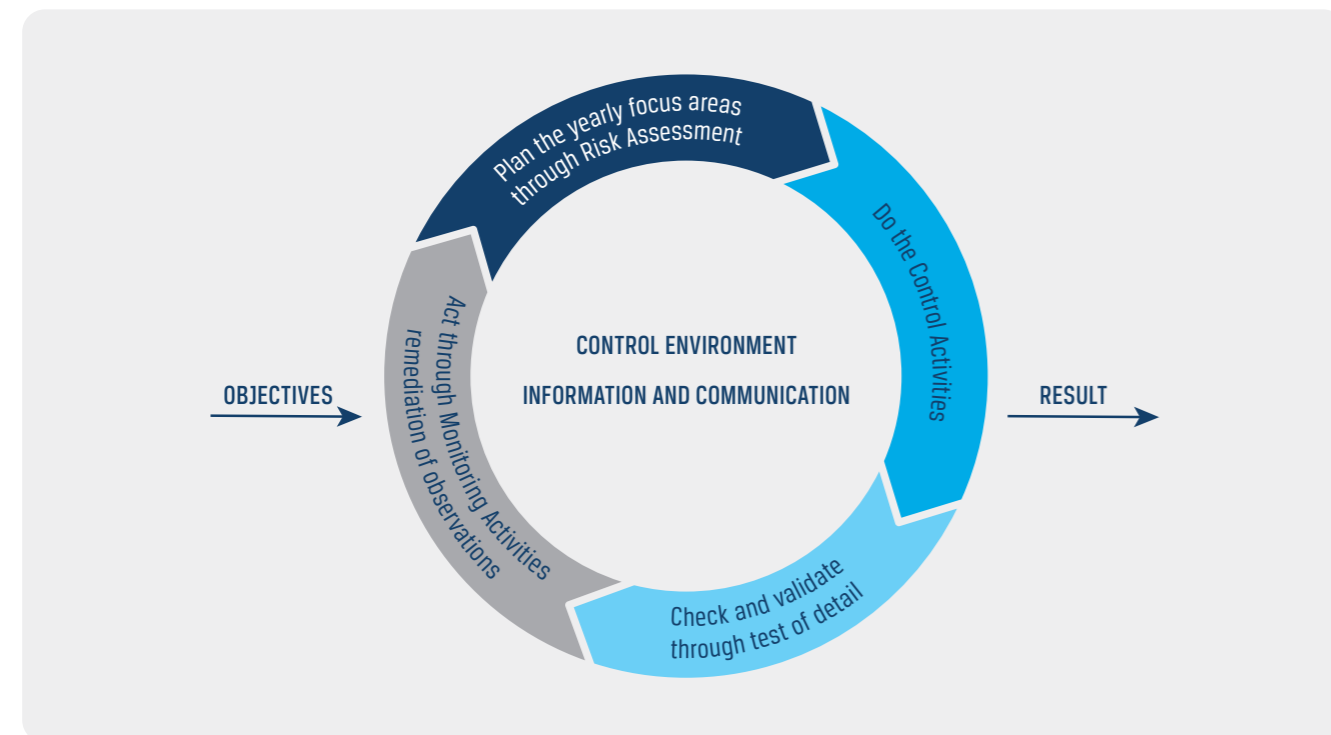 Plan the yearly focus areas
through Risk Assessment
Do the Control Activities
Check and validate
through test of detail
Act through Monitoring Activities
remediation of observations
CONTROL ENVIRONMENT
INFORMATION AND COMMUNICATION
OBJECTIVES
RESULT